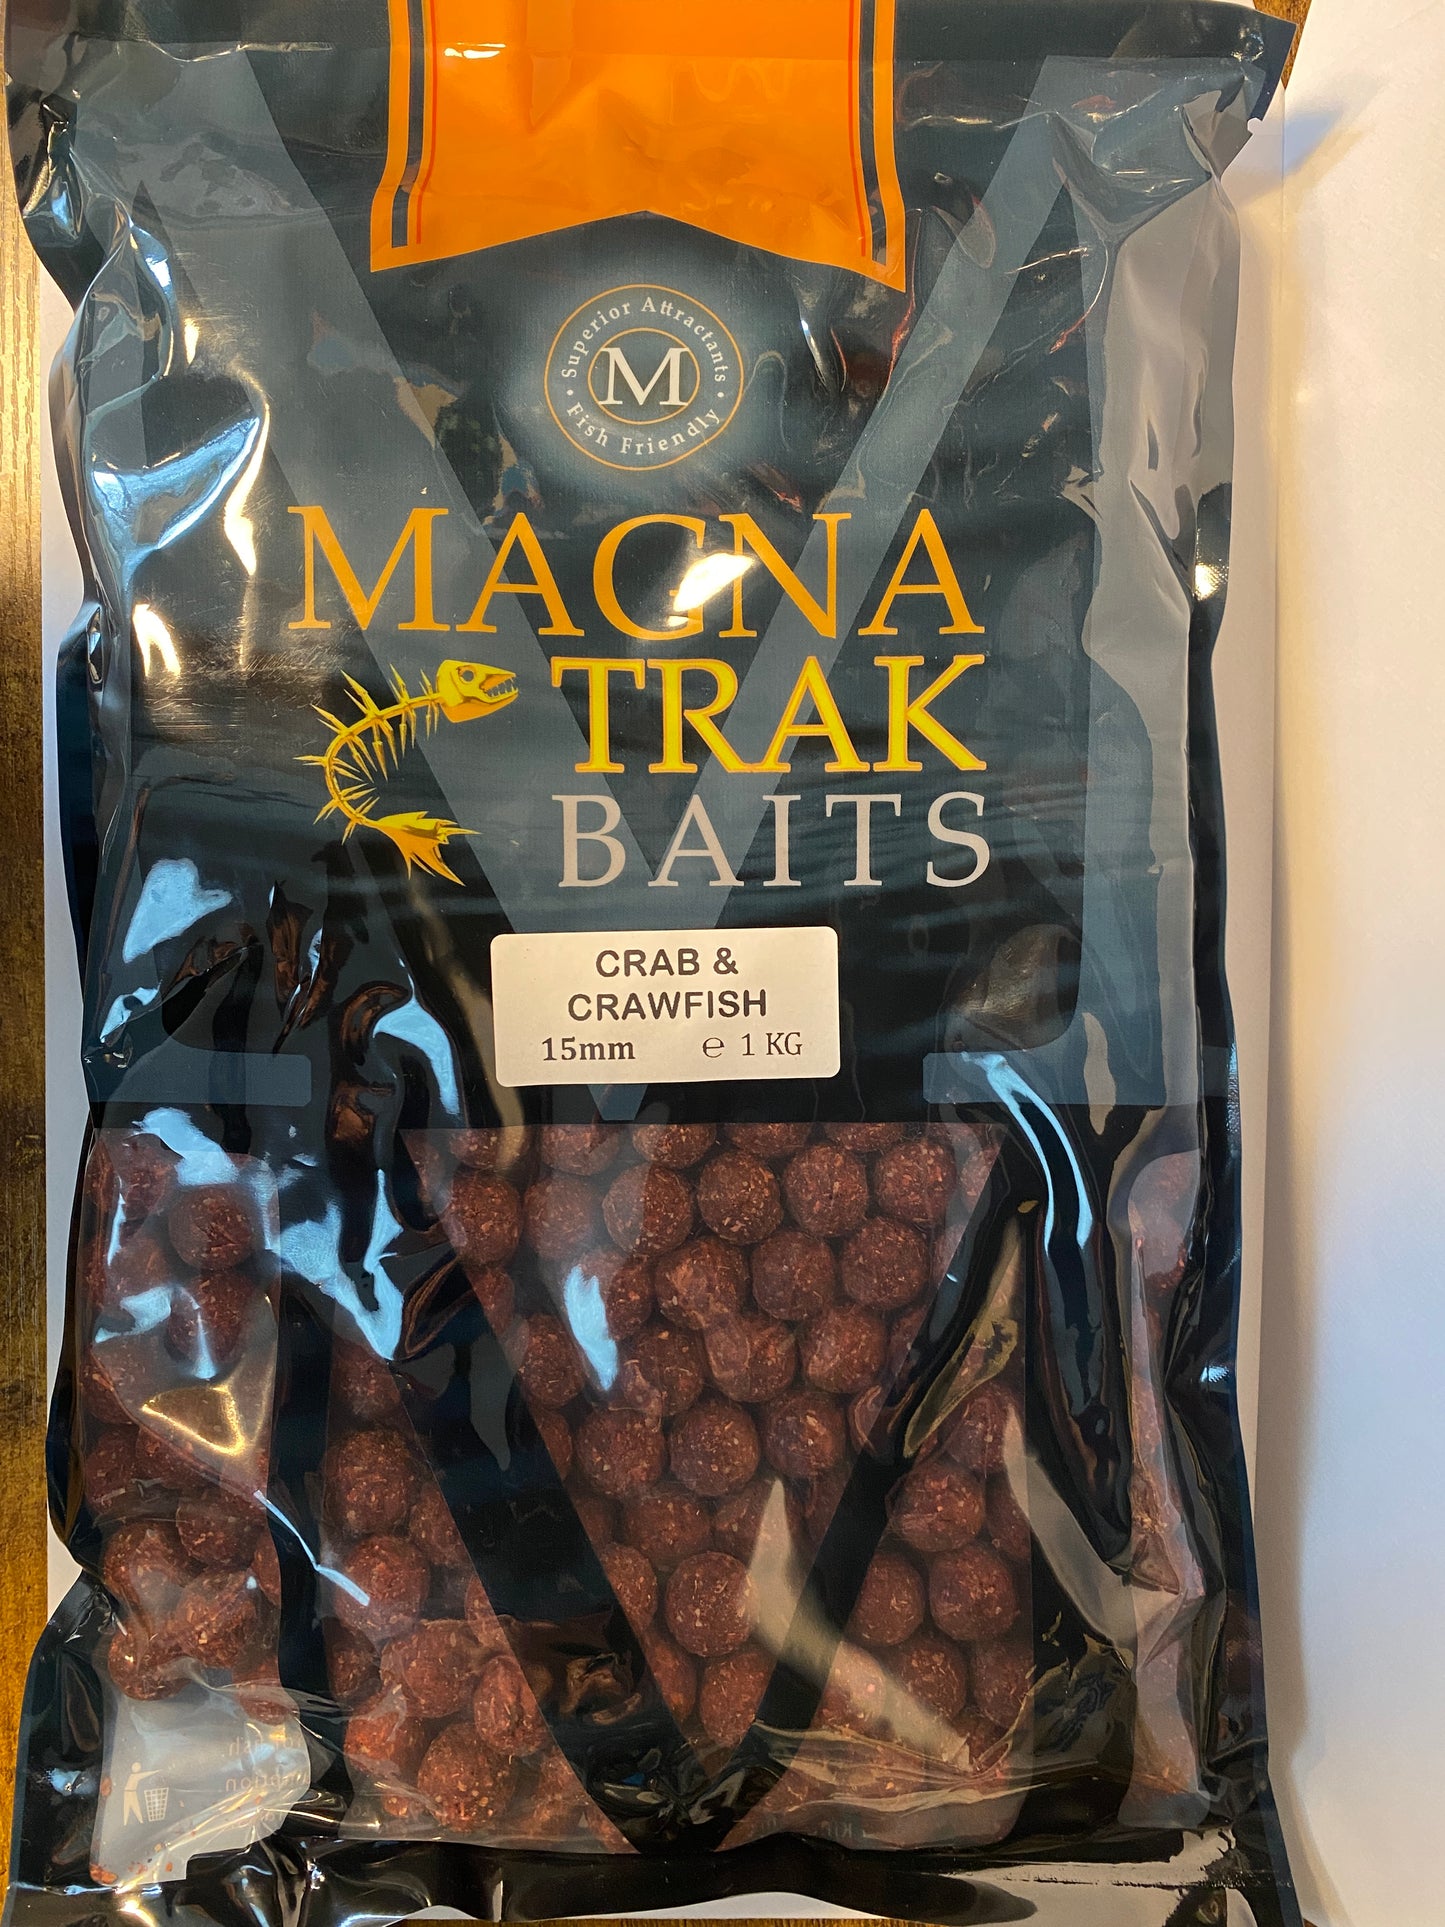 Superior Attractants
• Fish Friendly •
M
MAGNA
TRAK
BAITS
CRAB &
CRAWFISH
15mm ℮ 1 KG